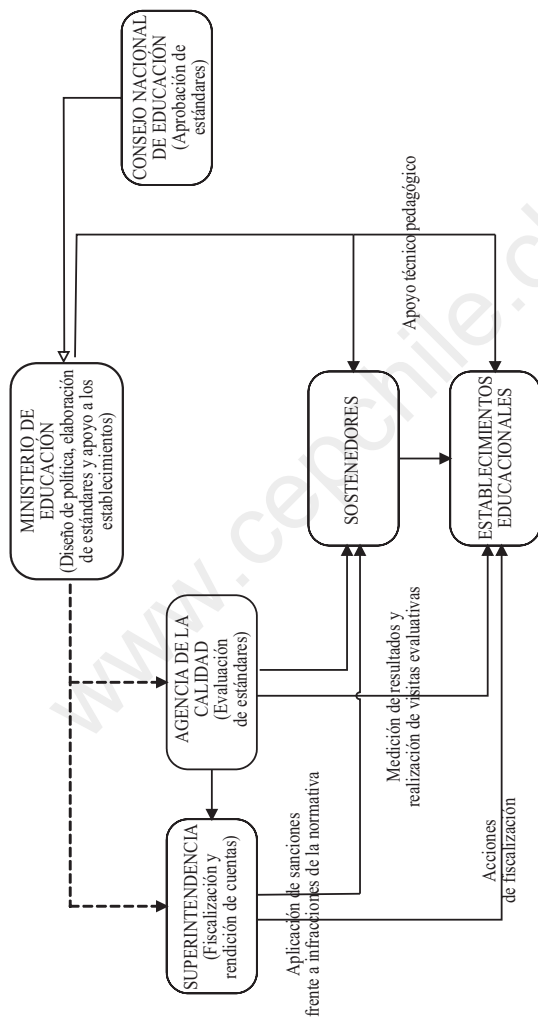 MINISTERIO DE
EDUCACIÓN
(Diseño de política, elaboración
de estándares y apoyo a los
establecimientos)
CONSEJO NACIONAL
DE EDUCACIÓN
(Aprobación de
estándares)
SUPERINTENDENCIA
(Fiscalización y
rendición de cuentas)
AGENCIA DE LA
CALIDAD
(Evaluación
de estándares)
Aplicación de sanciones
frente a infracciones de la normativa
SOSTENEDORES
Medición de resultados y
realización de visitas evaluativas
Apoyo técnico pedagógico
Acciones
de fiscalización
ESTABLECIMIENTOS
EDUCACIONALES
www.cepchile.c